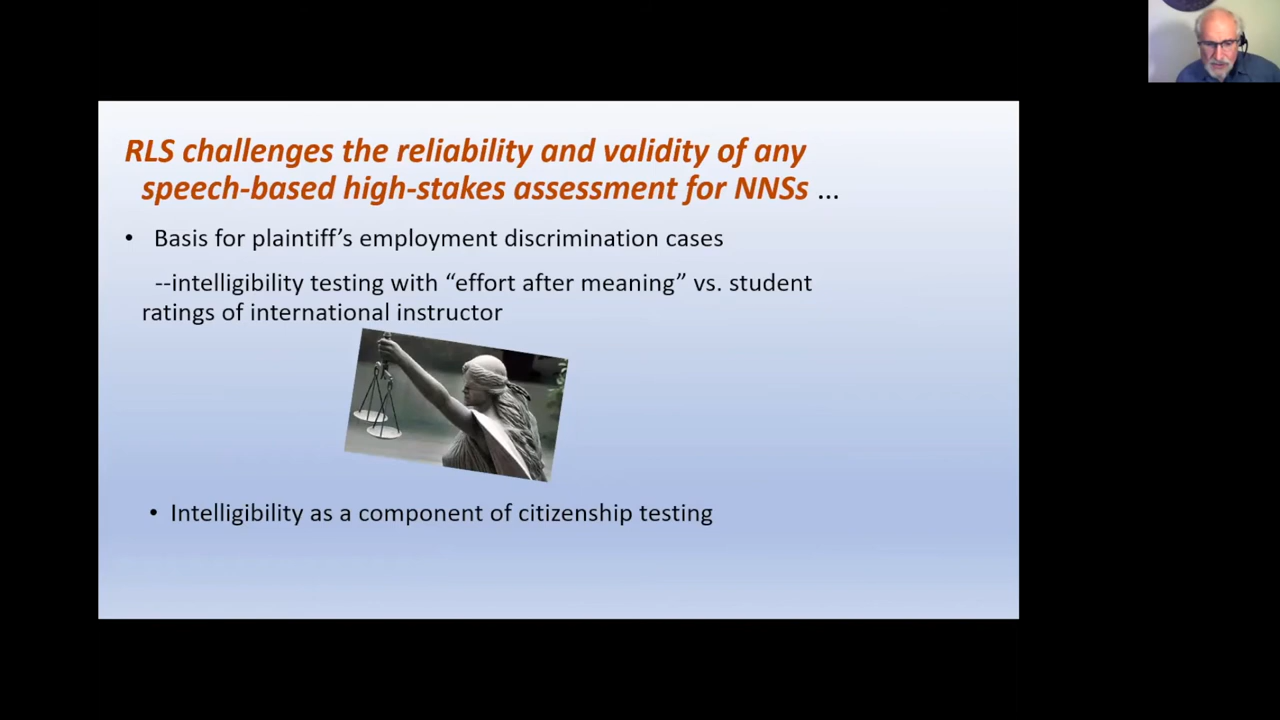 RLS challenges the reliability and validity of any
speech-based high-stakes assessment for NNSs ...
• Basis for plaintiff’s employment discrimination cases
--intelligibility testing with “effort after meaning” vs. student
ratings of international instructor
• Intelligibility as a component of citizenship testing